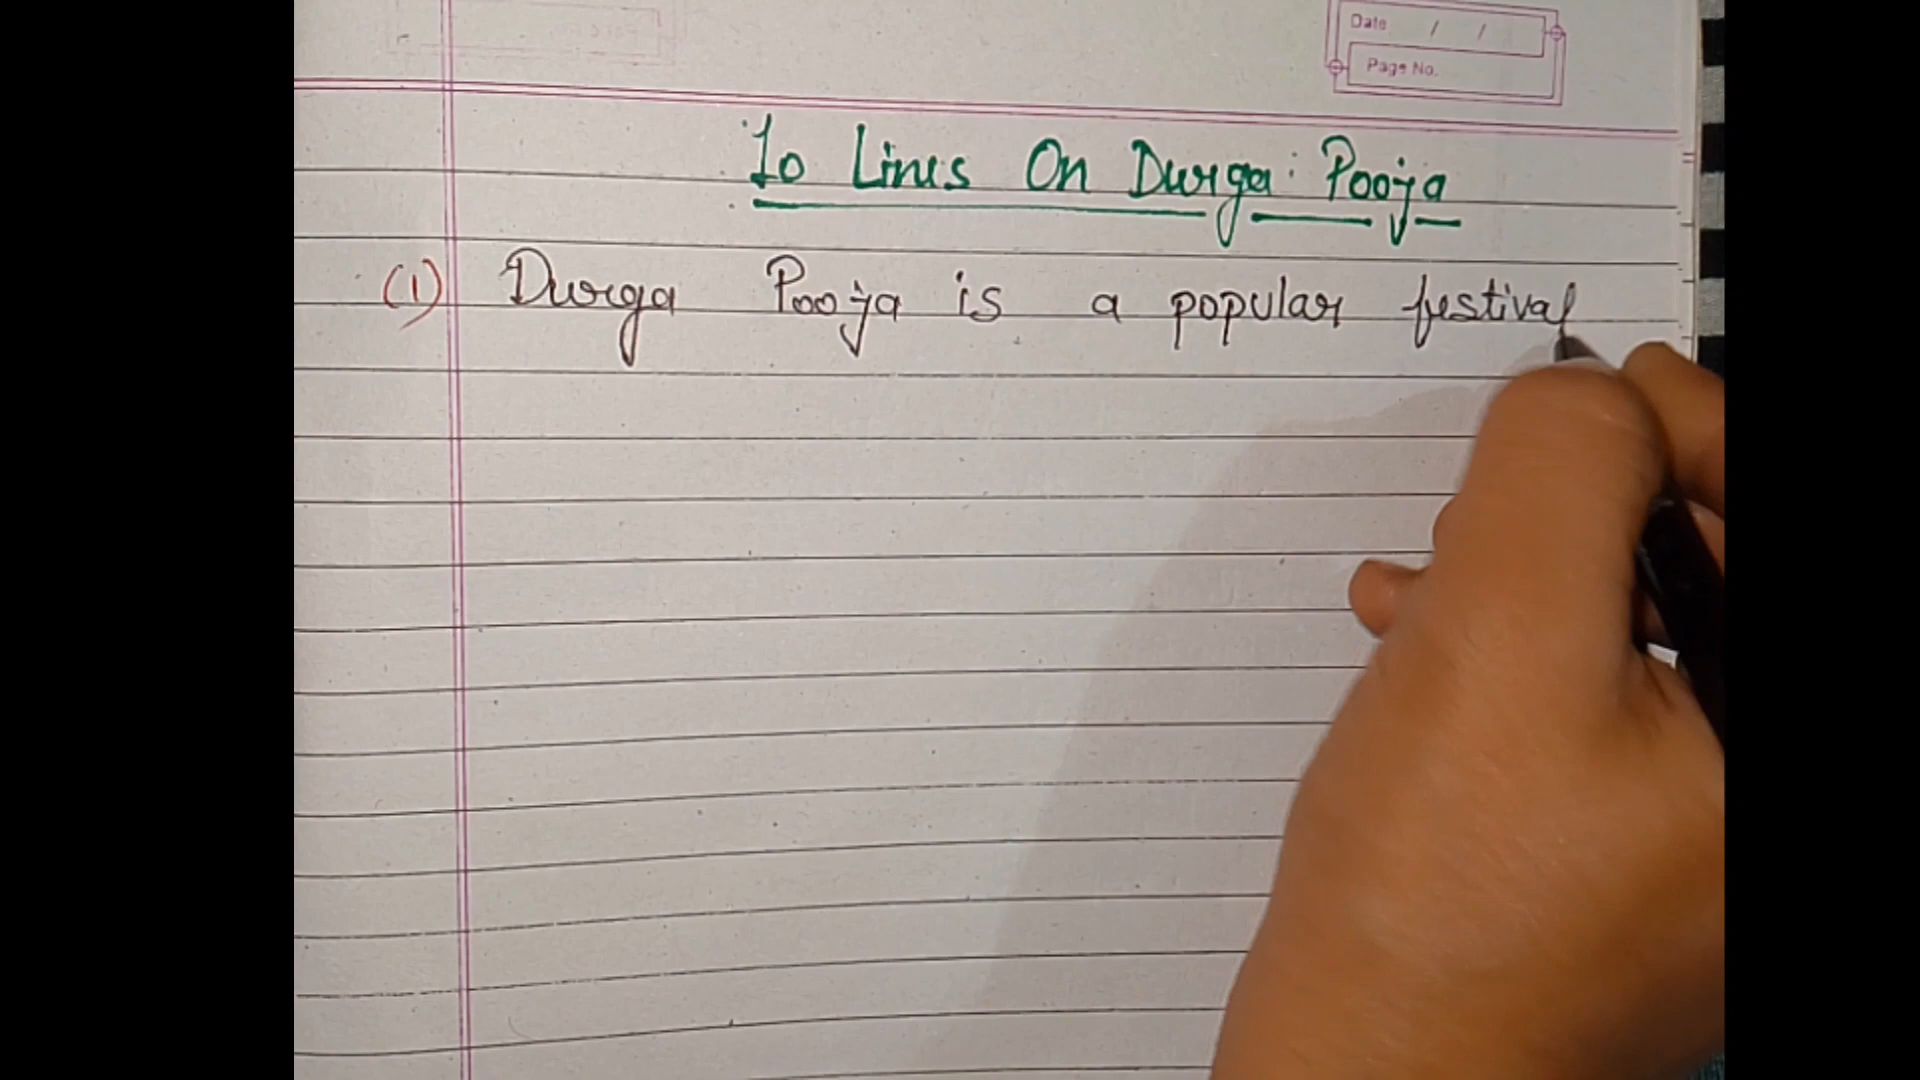 Date / /
Page No.
10 Lines On Durga Pooja
(1) Durga Pooja is a popular festival